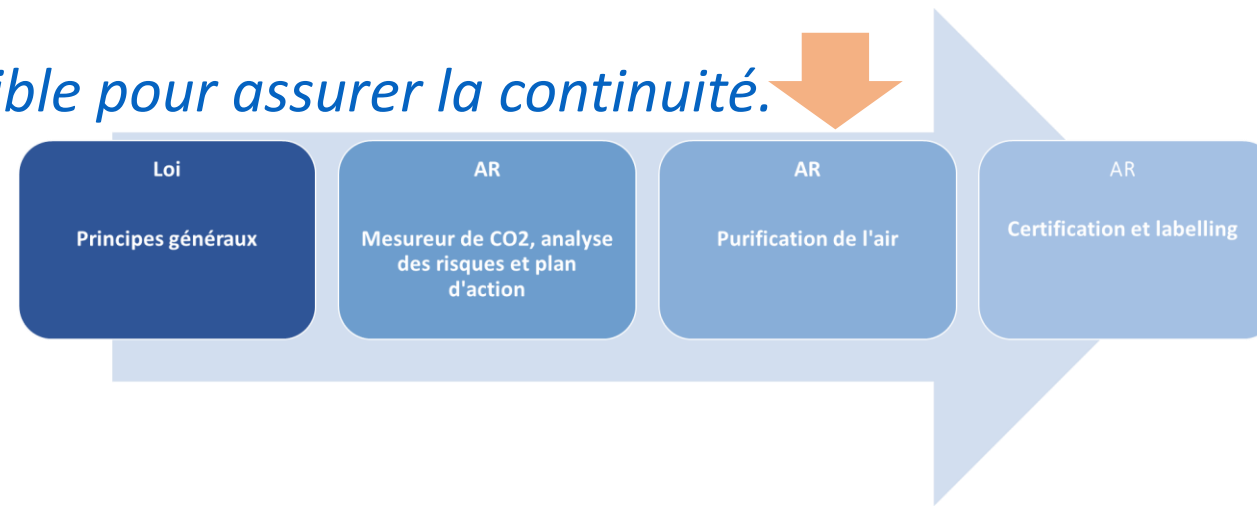 ible pour assurer la continuité.
Loi
Principes généraux
AR
Mesureur de CO2, analyse
des risques et plan
d'action
AR
Purification de l'air
AR
Certification et labelling